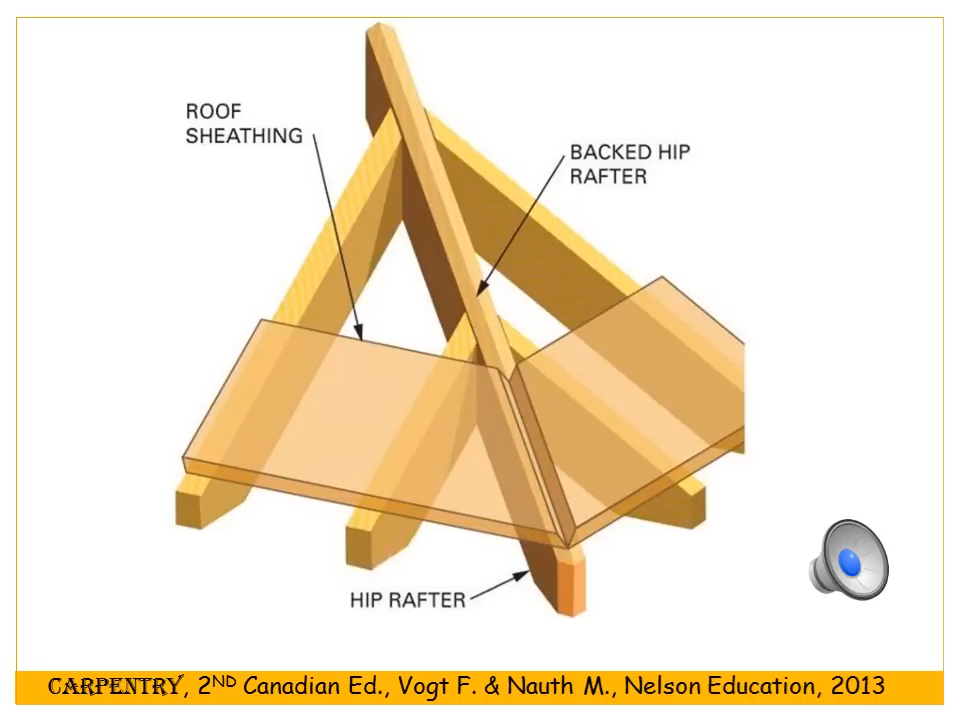 ROOF
SHEATHING
BACKED HIP
RAFTER
HIP RAFTER
CARPENTRY, 2ND Canadian Ed., Vogt F. & Nauth M., Nelson Education, 2013